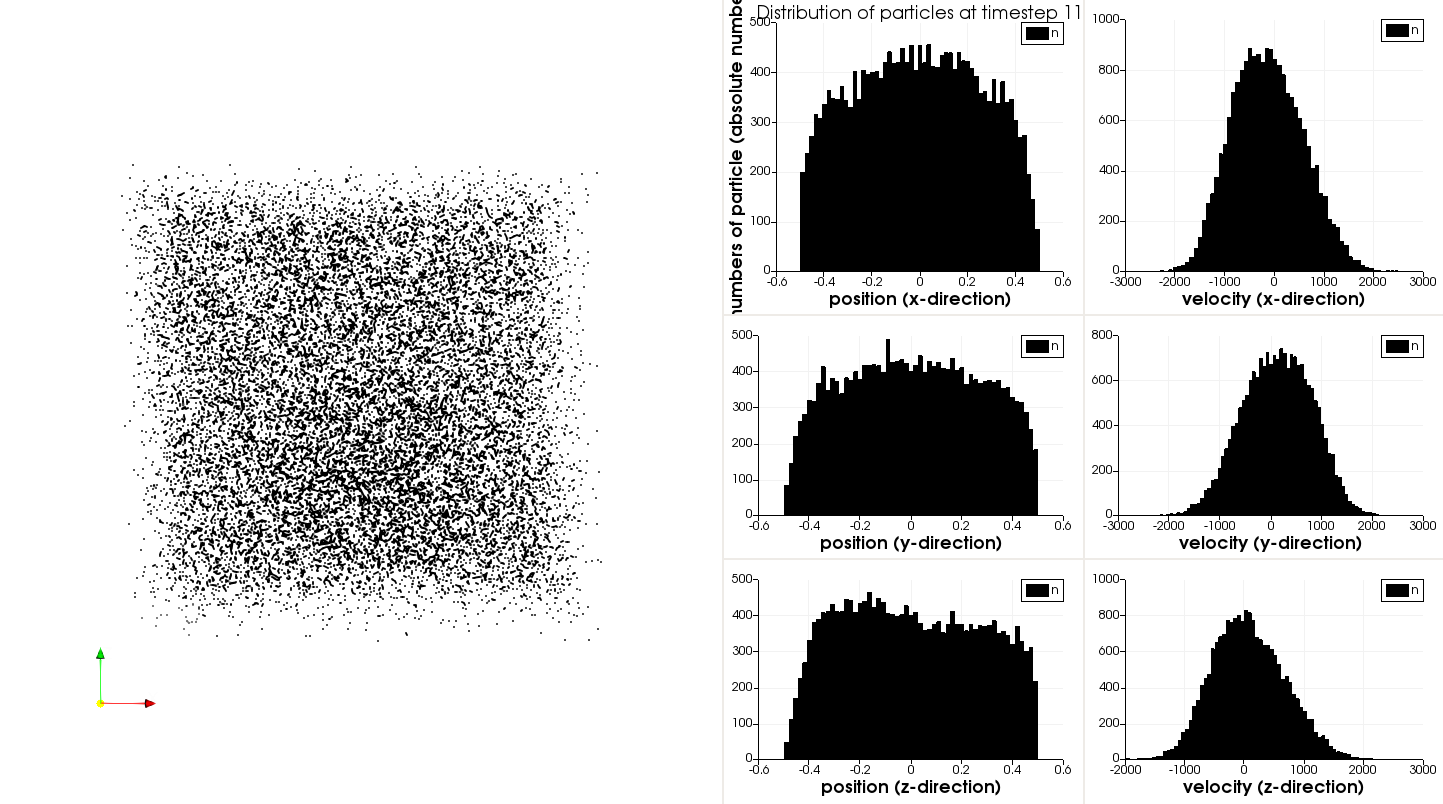 Distribution of particles at timestep 11
numbers of particle (absolute numbe
500
400
300
200
100
0
-0.6 -0.4 -0.2 0 0.2 0.4 0.6
position (x-direction)
n
1000
800
600
400
200
0
-3000 -2000 -1000 0 1000 2000 3000
velocity (x-direction)
n
500
400
300
200
100
0
-0.6 -0.4 -0.2 0 0.2 0.4 0.6
position (y-direction)
n
800
600
400
200
0
-3000 -2000 -1000 0 1000 2000 3000
velocity (y-direction)
n
500
400
300
200
100
0
-0.6 -0.4 -0.2 0 0.2 0.4 0.6
position (z-direction)
n
1000
800
600
400
200
0
-2000 -1000 0 1000 2000 3000
velocity (z-direction)
n